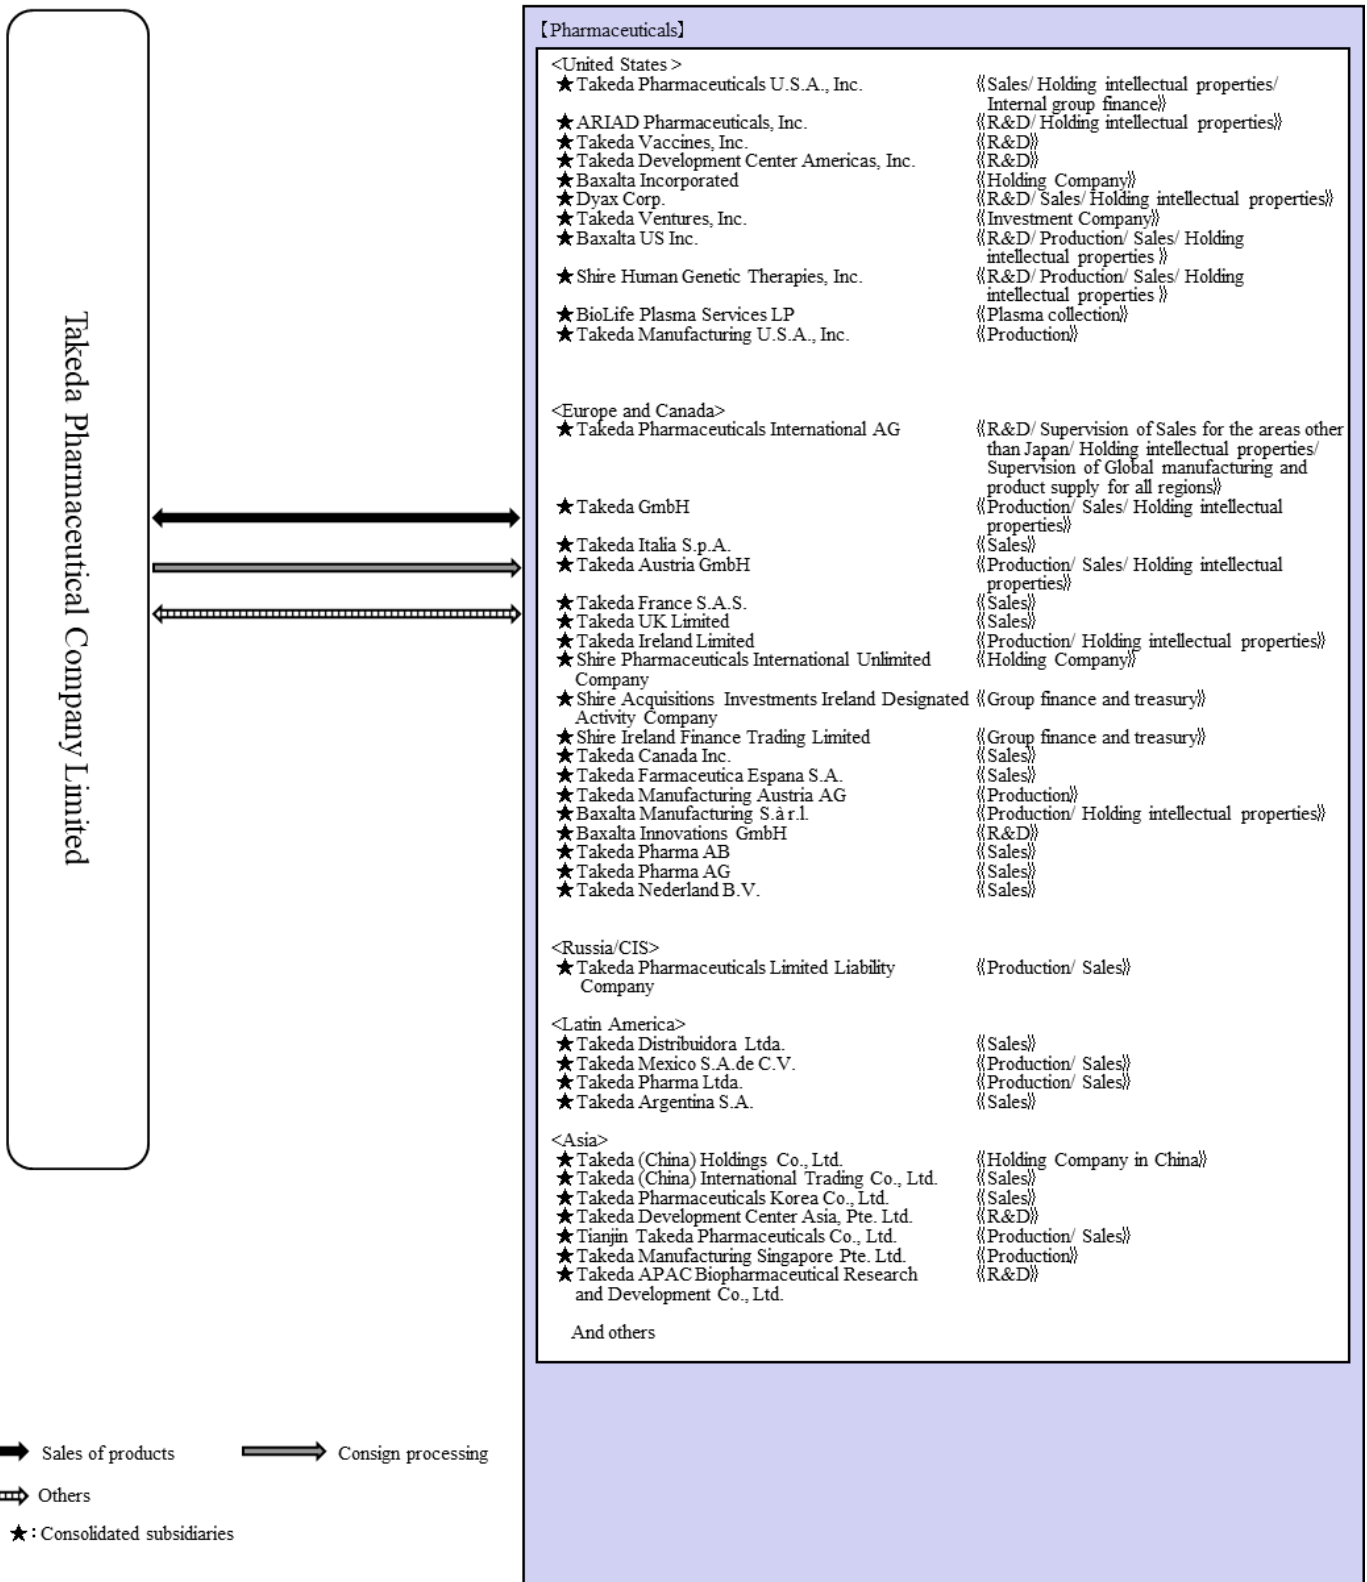 Takeda Pharmaceutical Company Limited
【Pharmaceuticals】
<United States >
★Takeda Pharmaceuticals U.S.A., Inc. 《Sales/ Holding intellectual properties/
Internal group finance》
★ARIAD Pharmaceuticals, Inc. 《R&D/ Holding intellectual properties》
★Takeda Vaccines, Inc. 《R&D》
★Takeda Development Center Americas, Inc. 《R&D》
★Baxalta Incorporated 《Holding Company》
★Dyax Corp. 《R&D/ Sales/ Holding intellectual properties》
★Takeda Ventures, Inc. 《Investment Company》
★Baxalta US Inc. 《R&D/ Production/ Sales/ Holding
intellectual properties 》
★Shire Human Genetic Therapies, Inc. 《R&D/ Production/ Sales/ Holding
intellectual properties 》
★BioLife Plasma Services LP 《Plasma collection》
★Takeda Manufacturing U.S.A., Inc. 《Production》
<Europe and Canada>
★Takeda Pharmaceuticals International AG 《R&D/ Supervision of Sales for the areas other
than Japan/ Holding intellectual properties/
Supervision of Global manufacturing and
product supply for all regions》
★Takeda GmbH 《Production/ Sales/ Holding intellectual
properties》
★Takeda Italia S.p.A. 《Sales》
★Takeda Austria GmbH 《Production/ Sales/ Holding intellectual
properties》
★Takeda France S.A.S. 《Sales》
★Takeda UK Limited 《Sales》
★Takeda Ireland Limited 《Production/ Holding intellectual properties》
★Shire Pharmaceuticals International Unlimited 《Holding Company》
Company
★Shire Acquisitions Investments Ireland Designated 《Group finance and treasury》
Activity Company
★Shire Ireland Finance Trading Limited 《Group finance and treasury》
★Takeda Canada Inc. 《Sales》
★Takeda Farmaceutica Espana S.A. 《Sales》
★Takeda Manufacturing Austria AG 《Production》
★Baxalta Manufacturing S.à r.l. 《Production/ Holding intellectual properties》
★Baxalta Innovations GmbH 《R&D》
★Takeda Pharma AB 《Sales》
★Takeda Pharma AG 《Sales》
★Takeda Nederland B.V. 《Sales》
<Russia/CIS>
★Takeda Pharmaceuticals Limited Liability 《Production/ Sales》
Company
<Latin America>
★Takeda Distribuidora Ltda. 《Sales》
★Takeda Mexico S.A.de C.V. 《Production/ Sales》
★Takeda Pharma Ltda. 《Production/ Sales》
★Takeda Argentina S.A. 《Sales》
<Asia>
★Takeda (China) Holdings Co., Ltd. 《Holding Company in China》
★Takeda (China) International Trading Co., Ltd. 《Sales》
★Takeda Pharmaceuticals Korea Co., Ltd. 《Sales》
★Takeda Development Center Asia, Pte. Ltd. 《R&D》
★Tianjin Takeda Pharmaceuticals Co., Ltd. 《Production/ Sales》
★Takeda Manufacturing Singapore Pte. Ltd. 《Production》
★Takeda APAC Biopharmaceutical Research 《R&D》
and Development Co., Ltd.
And others
Sales of products
Consign processing
Others
★:Consolidated subsidiaries